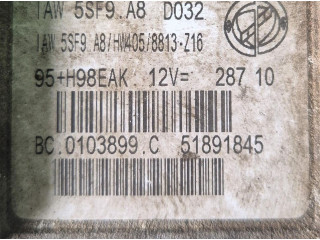 IAW 5SF9.A8 D032
IAW 5SF9.A8/HW405/8813-Z16
95+H98EAK 12V= 287 10
BC.0103899.C 51891845